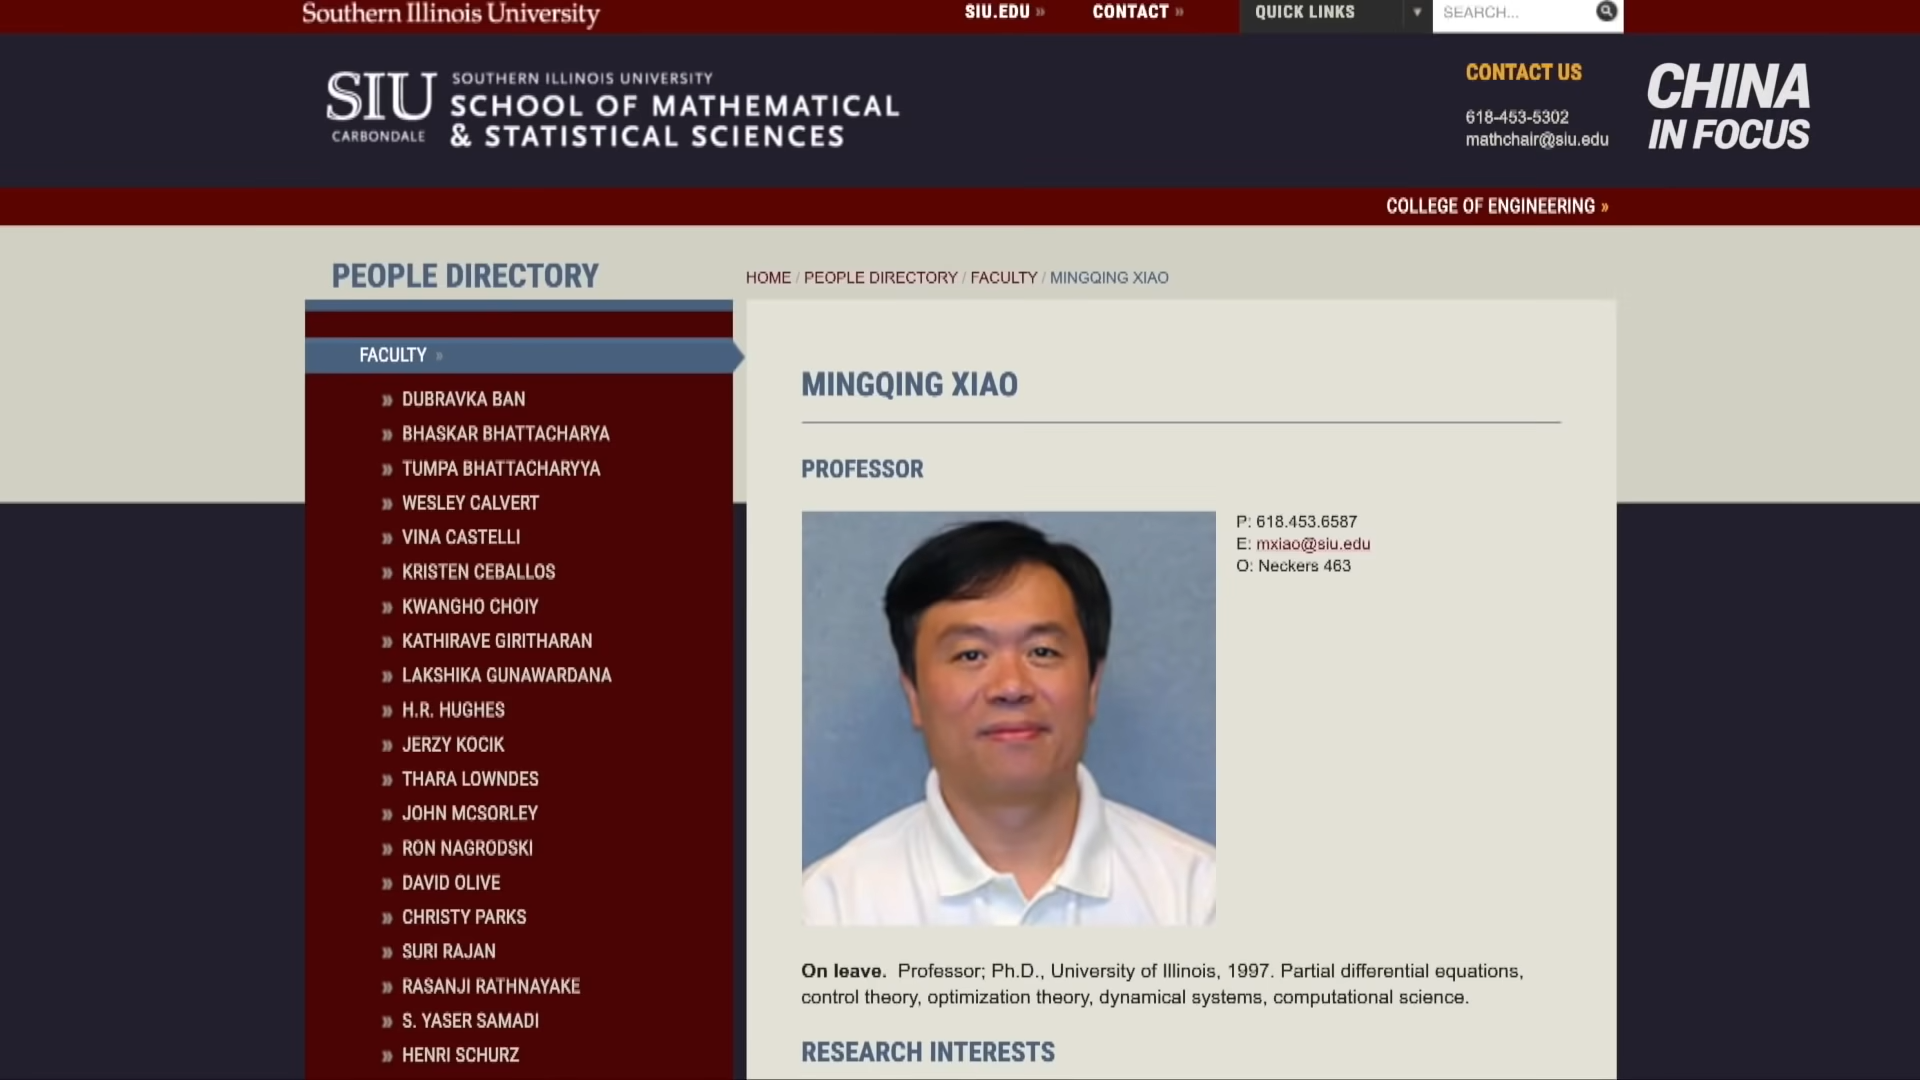 Southern Illinois University
SIU.EDU »
CONTACT »
QUICK LINKS
SEARCH...
SIU
CARBONDALE
SOUTHERN ILLINOIS UNIVERSITY
SCHOOL OF MATHEMATICAL
& STATISTICAL SCIENCES
CONTACT US
618-453-5302
mathchair@siu.edu
CHINA
IN FOCUS
COLLEGE OF ENGINEERING »
PEOPLE DIRECTORY
FACULTY »
» DUBRAVKA BAN
» BHASKAR BHATTACHARYA
» TUMPA BHATTACHARYYA
» WESLEY CALVERT
» VINA CASTELLI
» KRISTEN CEBALLOS
» KWANGHO CHOIY
» KATHIRAVE GIRITHARAN
» LAKSHIKA GUNAWARDANA
» H.R. HUGHES
» JERZY KOCIK
» THARA LOWNDES
» JOHN MCSORLEY
» RON NAGRODSKI
» DAVID OLIVE
» CHRISTY PARKS
» SURI RAJAN
» RASANJI RATHNAYAKE
» S. YASER SAMADI
» HENRI SCHURZ
HOME / PEOPLE DIRECTORY / FACULTY / MINGQING XIAO
MINGQING XIAO
PROFESSOR
P: 618.453.6587
E: mxiao@siu.edu
O: Neckers 463
On leave. Professor; Ph.D., University of Illinois, 1997. Partial differential equations,
control theory, optimization theory, dynamical systems, computational science.
RESEARCH INTERESTS